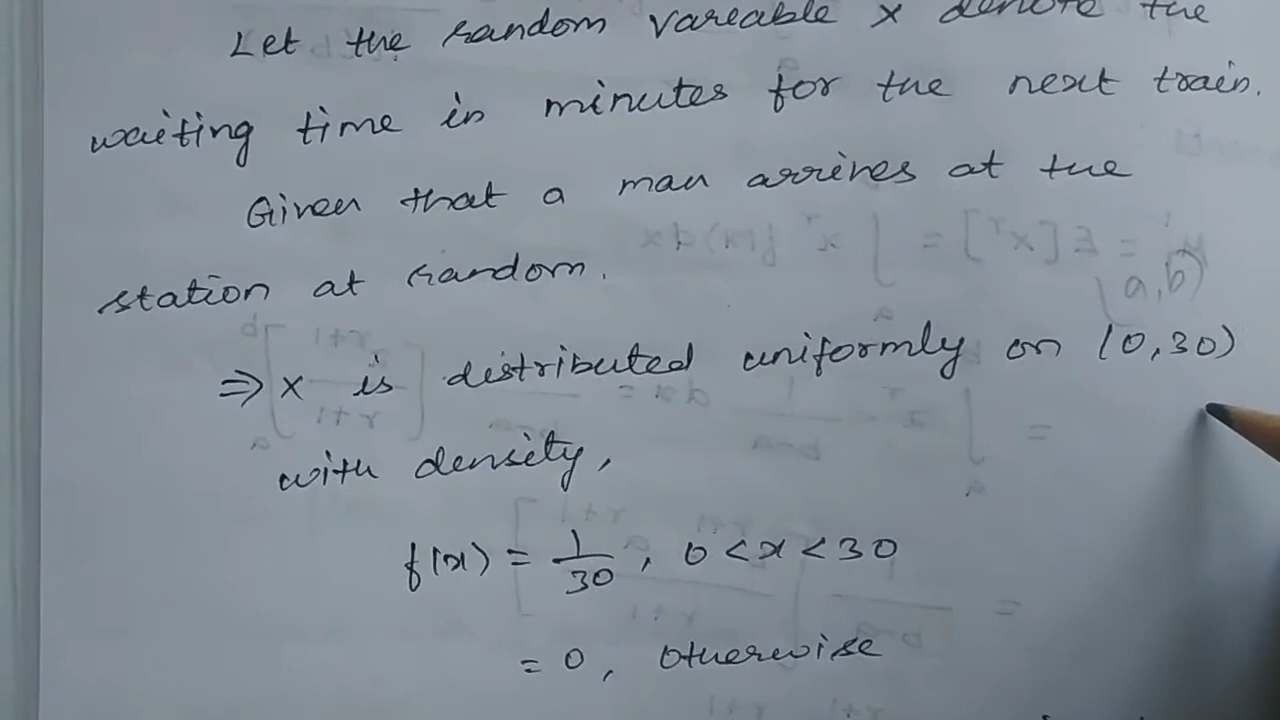 Let the random variable X denote the
waiting time in minutes for the next train.
Given that a man arrives at the
station at random.
(a,b)
⇒ X is distributed uniformly on (0,30)
with density,
f(x) = 1/30, 0 < x < 30
= 0, otherwise